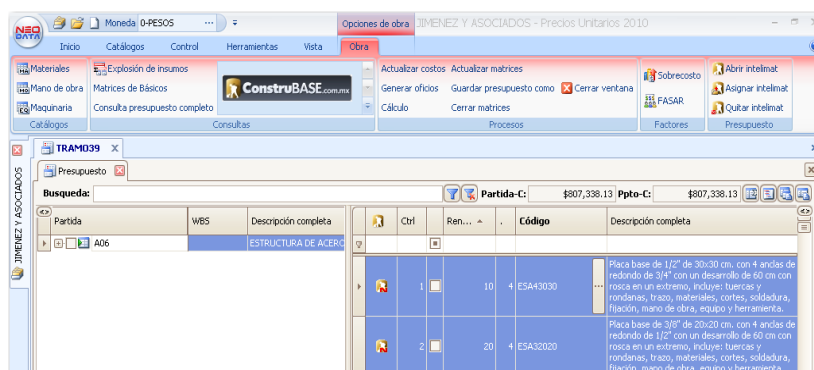 NEO
DATA
Moneda 0-PESOS ...
Opciones de obra
JIMENEZ Y ASOCIADOS - Precios Unitarios 2010
Inicio Catálogos Control Herramientas Vista Obra
Materiales
Mano de obra
Maquinaria
Catálogos
Explosión de insumos
Matrices de Básicos
Consulta presupuesto completo
ConstruBASE.com.mx
Consultas
Actualizar costos Actualizar matrices
Generar oficios Guardar presupuesto como Cerrar ventana
Cálculo Cerrar matrices
Procesos
Sobrecosto
FASAR
Factores
Abrir intelimat
Asignar intelimat
Quitar intelimat
Presupuesto
JIMENEZ Y ASOCIADOS
TRAMO39 X
Presupuesto
Busqueda: Partida-C: $807,338.13 Ppto-C: $807,338.13
Partida WBS Descripción completa
A06 ESTRUCTURA DE ACERO
Ctrl Ren... . Código Descripción completa
1 10 4 ESA43030 ...
Placa base de 1/2" de 30x30 cm. con 4 anclas de
redondo de 3/4" con un desarrollo de 60 cm con
rosca en un extremo, incluye: tuercas y
rondanas, trazo, materiales, cortes, soldadura,
fijación, mano de obra, equipo y herramienta.
2 20 4 ESA32020
Placa base de 3/8" de 20x20 cm. con 4 anclas de
redondo de 1/2" con un desarrollo de 60 cm con
rosca en un extremo, incluye: tuercas y
rondanas, trazo, materiales, cortes, soldadura,
fijación, mano de obra, equipo y herramienta.